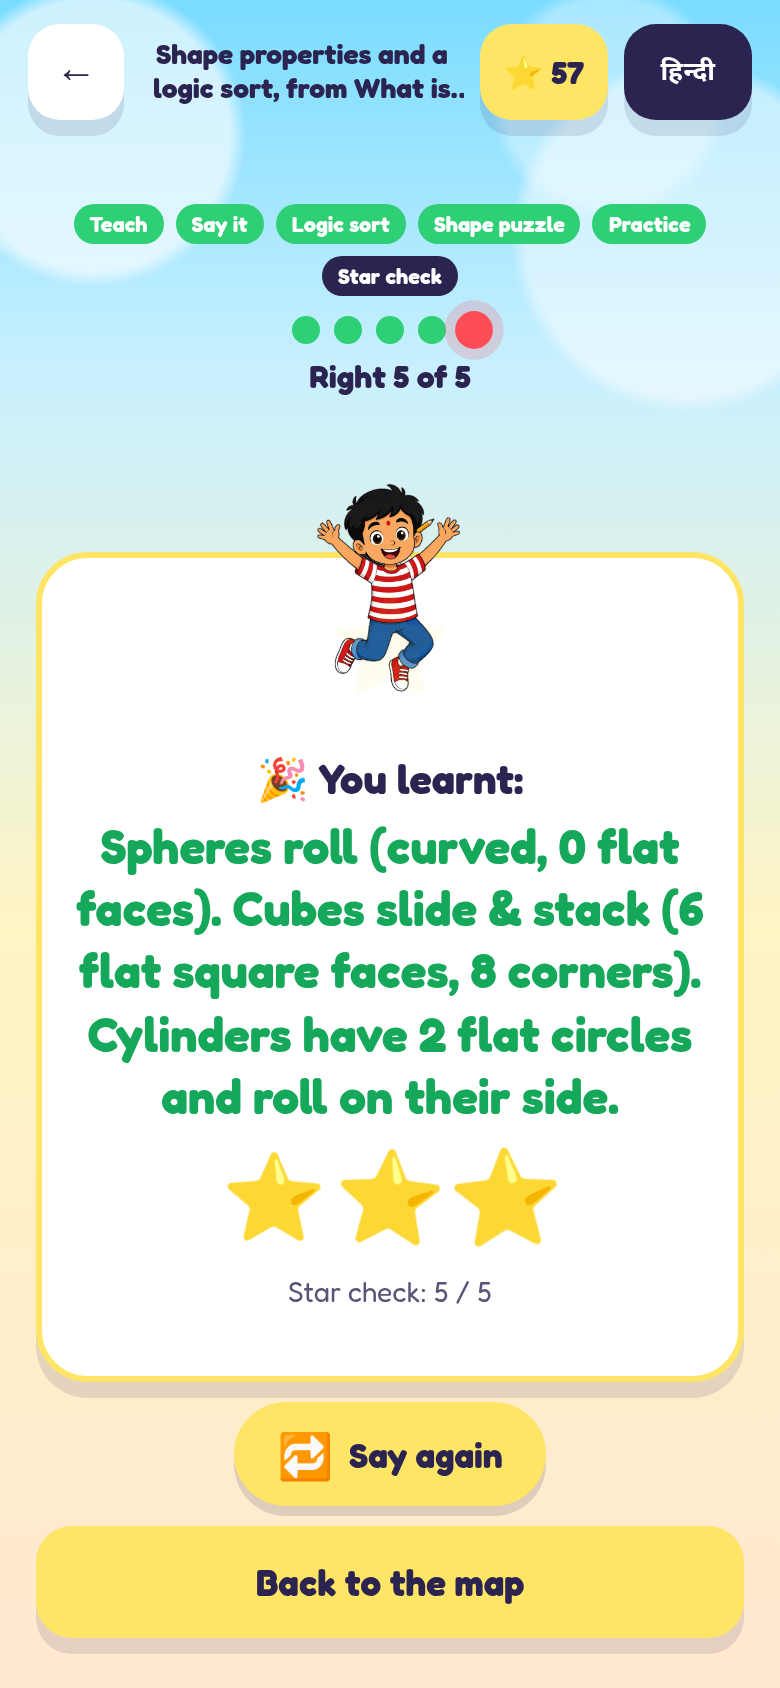 ←
Shape properties and a
logic sort, from What is..
⭐ 57
हिन्दी
Teach
Say it
Logic sort
Shape puzzle
Practice
Star check
Right 5 of 5
🎉 You learnt:
Spheres roll (curved, 0 flat
faces). Cubes slide & stack (6
flat square faces, 8 corners).
Cylinders have 2 flat circles
and roll on their side.
Star check: 5 / 5
🔁 Say again
Back to the map